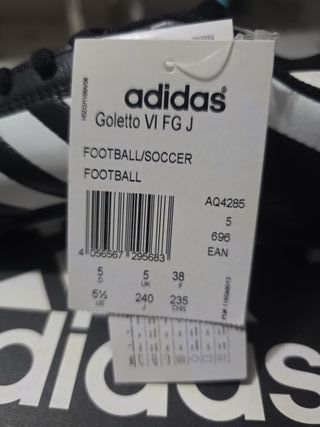 adidas
Goletto VI FG J
FOOTBALL/SOCCER
FOOTBALL
AQ4285
5
696
EAN
4 056567 295683
5 5 38
D UK F
5½ 240 235
US J CHN
adidas